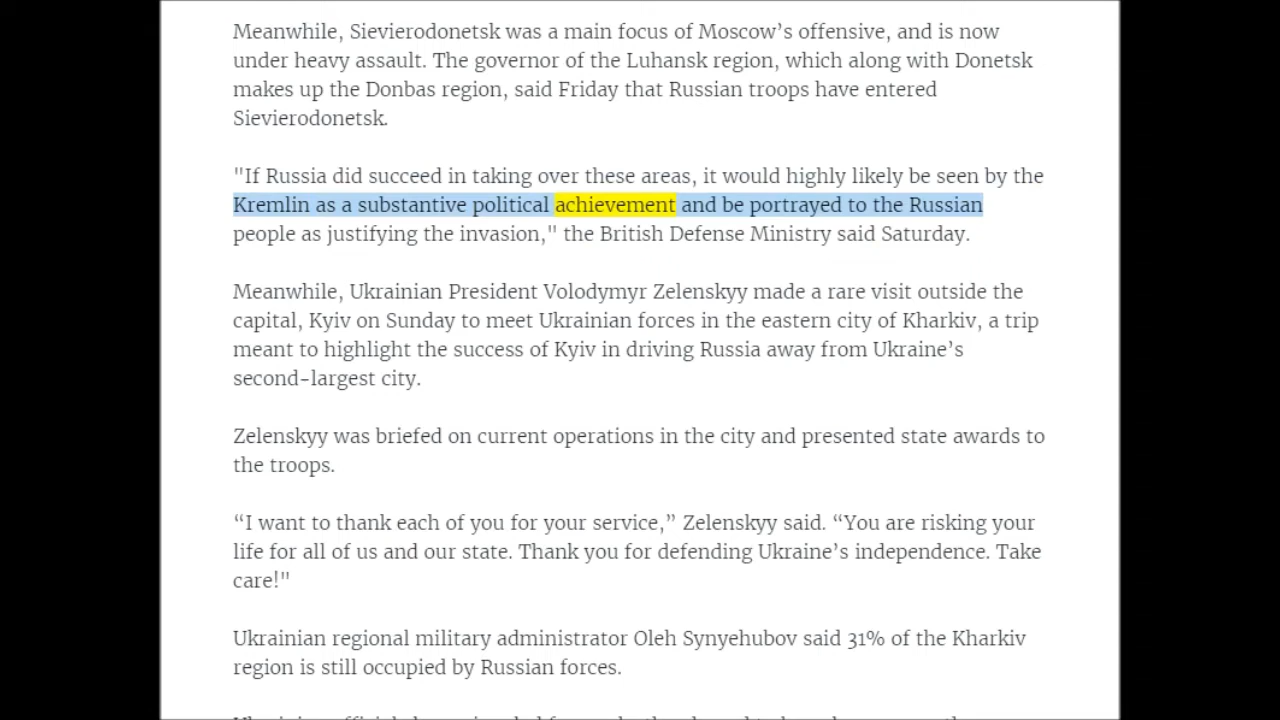 Meanwhile, Sievierodonetsk was a main focus of Moscow’s offensive, and is now
under heavy assault. The governor of the Luhansk region, which along with Donetsk
makes up the Donbas region, said Friday that Russian troops have entered
Sievierodonetsk.
"If Russia did succeed in taking over these areas, it would highly likely be seen by the
Kremlin as a substantive political achievement and be portrayed to the Russian
people as justifying the invasion," the British Defense Ministry said Saturday.
Meanwhile, Ukrainian President Volodymyr Zelenskyy made a rare visit outside the
capital, Kyiv on Sunday to meet Ukrainian forces in the eastern city of Kharkiv, a trip
meant to highlight the success of Kyiv in driving Russia away from Ukraine’s
second-largest city.
Zelenskyy was briefed on current operations in the city and presented state awards to
the troops.
“I want to thank each of you for your service,” Zelenskyy said. “You are risking your
life for all of us and our state. Thank you for defending Ukraine’s independence. Take
care!"
Ukrainian regional military administrator Oleh Synyehubov said 31% of the Kharkiv
region is still occupied by Russian forces.